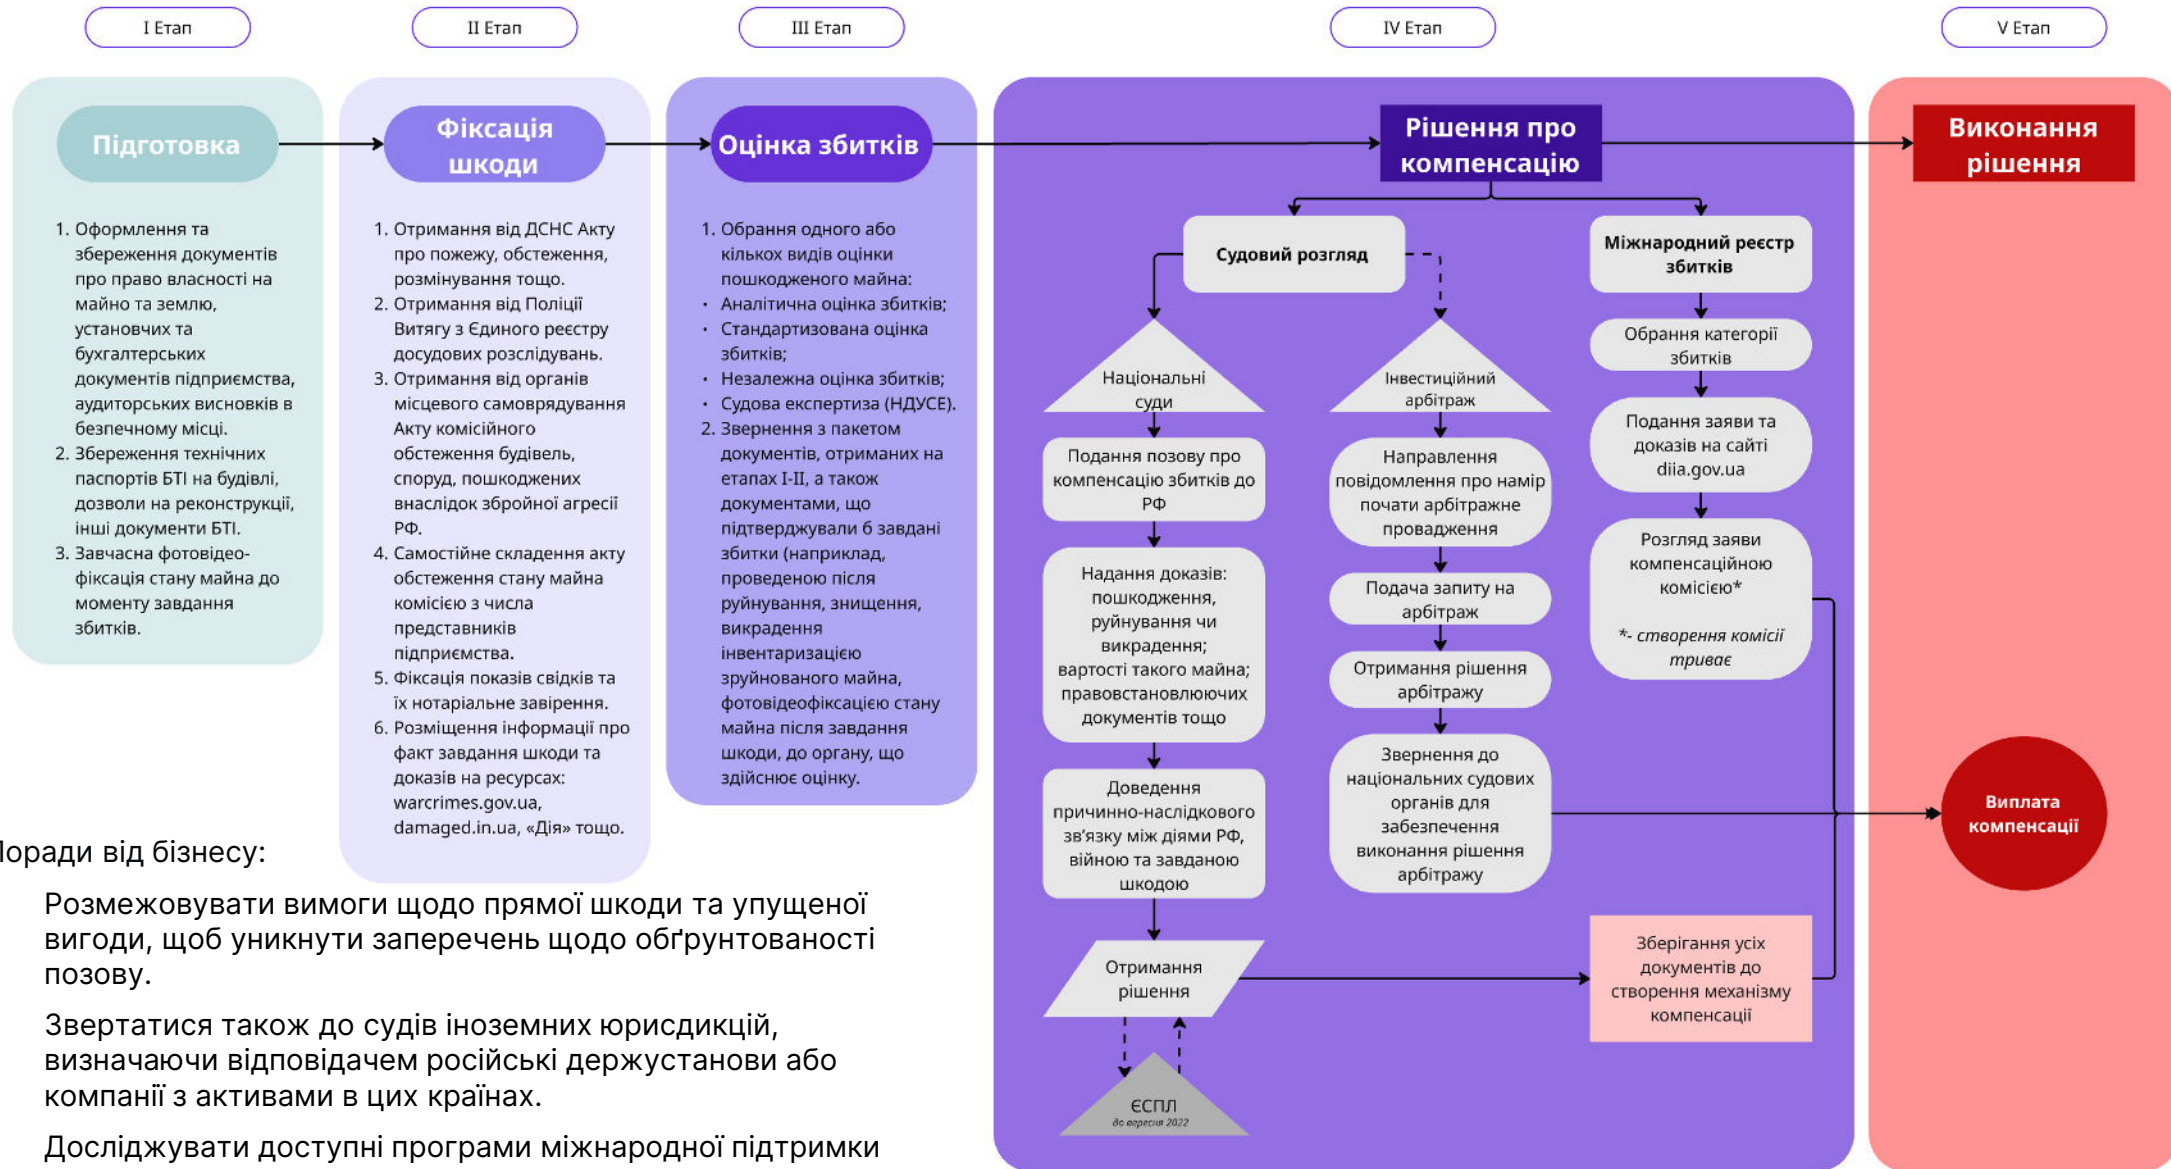 I Етап
II Етап
III Етап
IV Етап
V Етап
Підготовка
1. Оформлення та
збереження документів
про право власності на
майно та землю,
установчих та
бухгалтерських
документів підприємства,
аудиторських висновків в
безпечному місці.
2. Збереження технічних
паспортів БТІ на будівлі,
дозволи на реконструкції,
інші документи БТІ.
3. Завчасна фотовідео-
фіксація стану майна до
моменту завдання
збитків.
Фіксація
шкоди
1. Отримання від ДСНС Акту
про пожежу, обстеження,
розмінування тощо.
2. Отримання від Поліції
Витягу з Єдиного реєстру
досудових розслідувань.
3. Отримання від органів
місцевого самоврядування
Акту комісійного
обстеження будівель,
споруд, пошкоджених
внаслідок збройної агресії
РФ.
4. Самостійне складення акту
обстеження стану майна
комісією з числа
представників
підприємства.
5. Фіксація показів свідків та
їх нотаріальне завірення.
6. Розміщення інформації про
факт завдання шкоди та
доказів на ресурсах:
warcrimes.gov.ua,
damaged.in.ua, «Дія» тощо.
Оцінка збитків
1. Обрання одного або
кількох видів оцінки
пошкодженого майна:
· Аналітична оцінка збитків;
· Стандартизована оцінка
збитків;
· Незалежна оцінка збитків;
· Судова експертиза (НДУСЕ).
2. Звернення з пакетом
документів, отриманих на
етапах I-II, а також
документами, що
підтверджували б завдані
збитки (наприклад,
проведеною після
руйнування, знищення,
викрадення
інвентаризацією
зруйнованого майна,
фотовідеофіксацією стану
майна після завдання
шкоди, до органу, що
здійснює оцінку.
Рішення про
компенсацію
Судовий розгляд
Національні
суди
Подання позову про
компенсацію збитків до
РФ
Надання доказів:
пошкодження,
руйнування чи
викрадення;
вартості такого майна;
правовстановлюючих
документів тощо
Доведення
причинно-наслідкового
зв’язку між діями РФ,
війною та завданою
шкодою
Отримання
рішення
ЄСПЛ
до вересня 2022
Інвестиційний
арбітраж
Направлення
повідомлення про намір
почати арбітражне
провадження
Подача запиту на
арбітраж
Отримання рішення
арбітражу
Звернення до
національних судових
органів для
забезпечення
виконання рішення
арбітражу
Міжнародний реєстр
збитків
Обрання категорії
збитків
Подання заяви та
доказів на сайті
diia.gov.ua
Розгляд заяви
компенсаційною
комісією*
*- створення комісії
триває
Зберігання усіх
документів до
створення механізму
компенсації
Виконання
рішення
Виплата
компенсації
Поради від бізнесу:
Розмежовувати вимоги щодо прямої шкоди та упущеної
вигоди, щоб уникнути заперечень щодо обґрунтованості
позову.
Звертатися також до судів іноземних юрисдикцій,
визначаючи відповідачем російські держустанови або
компанії з активами в цих країнах.
Досліджувати доступні програми міжнародної підтримки